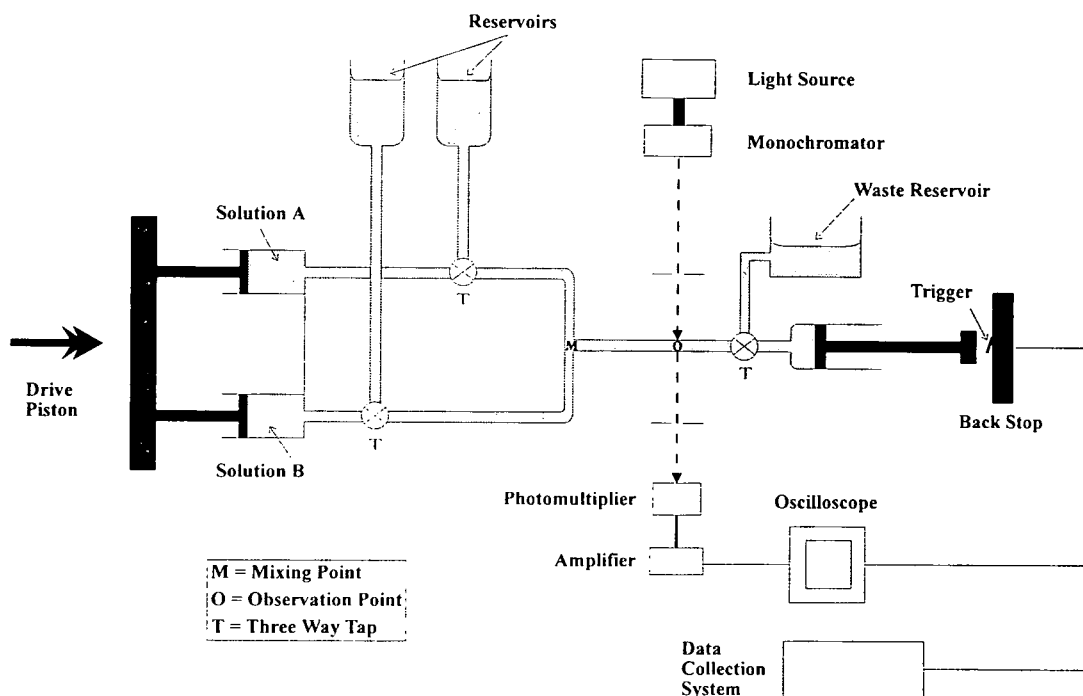 Reservoirs
Light Source
Monochromator
Waste Reservoir
Solution A
T
Trigger
M
O
T
Drive
Piston
T
Back Stop
Solution B
Photomultiplier
Oscilloscope
Amplifier
M = Mixing Point
O = Observation Point
T = Three Way Tap
Data
Collection
System